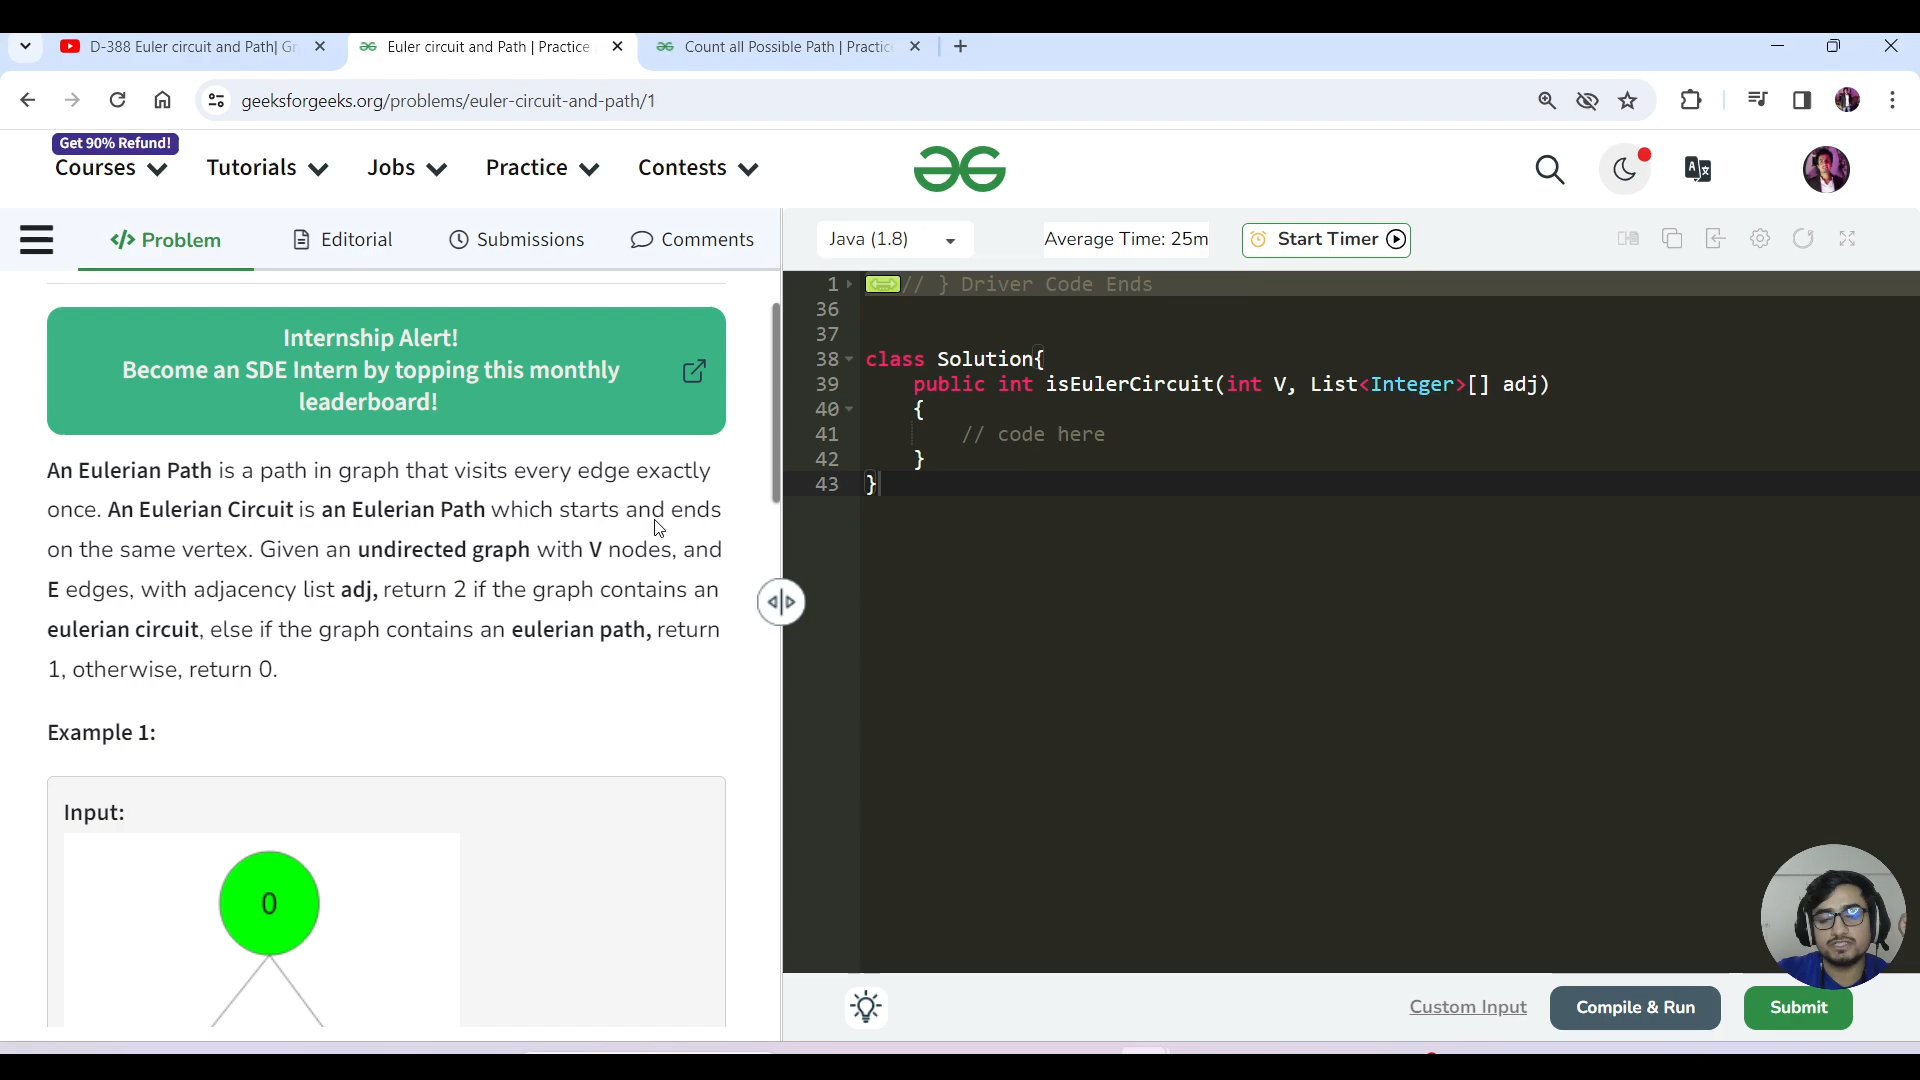 D-388 Euler circuit and Path| Gr
Euler circuit and Path | Practice
Count all Possible Path | Practic
geeksforgeeks.org/problems/euler-circuit-and-path/1
Get 90% Refund!
Courses
Tutorials
Jobs
Practice
Contests
</> Problem
Editorial
Submissions
Comments
Java (1.8)
Average Time: 25m
Start Timer
Internship Alert!
Become an SDE Intern by topping this monthly
leaderboard!
An Eulerian Path is a path in graph that visits every edge exactly
once. An Eulerian Circuit is an Eulerian Path which starts and ends
on the same vertex. Given an undirected graph with V nodes, and
E edges, with adjacency list adj, return 2 if the graph contains an
eulerian circuit, else if the graph contains an eulerian path, return
1, otherwise, return 0.
Example 1:
Input:
0
1 // } Driver Code Ends
36
37
38 class Solution{
39 public int isEulerCircuit(int V, List<Integer>[] adj)
40 {
41 // code here
42 }
43 }
Custom Input
Compile & Run
Submit